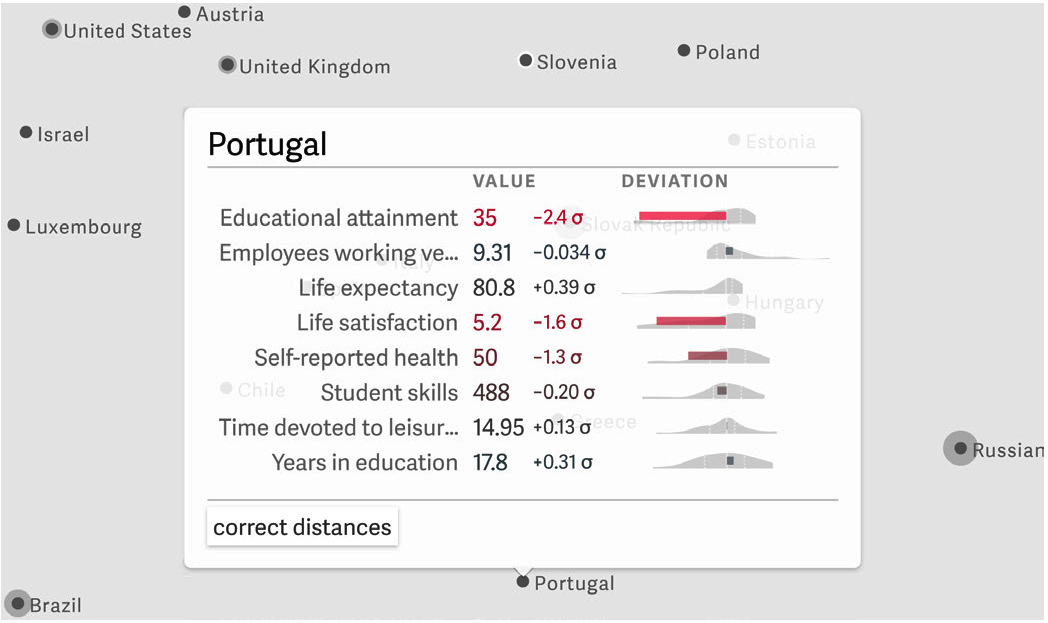 Austria
United States
Slovenia
Poland
United Kingdom
Israel
Portugal
Estonia
VALUE DEVIATION
Luxembourg
Educational attainment 35 −2.4 σ
Slovak Republic
Employees working ve... 9.31 −0.034 σ
Italy
Life expectancy 80.8 +0.39 σ
Hungary
Life satisfaction 5.2 −1.6 σ
Self-reported health 50 −1.3 σ
Chile
Student skills 488 −0.20 σ
Greece
Time devoted to leisur... 14.95 +0.13 σ
Russian
Years in education 17.8 +0.31 σ
correct distances
Portugal
Brazil